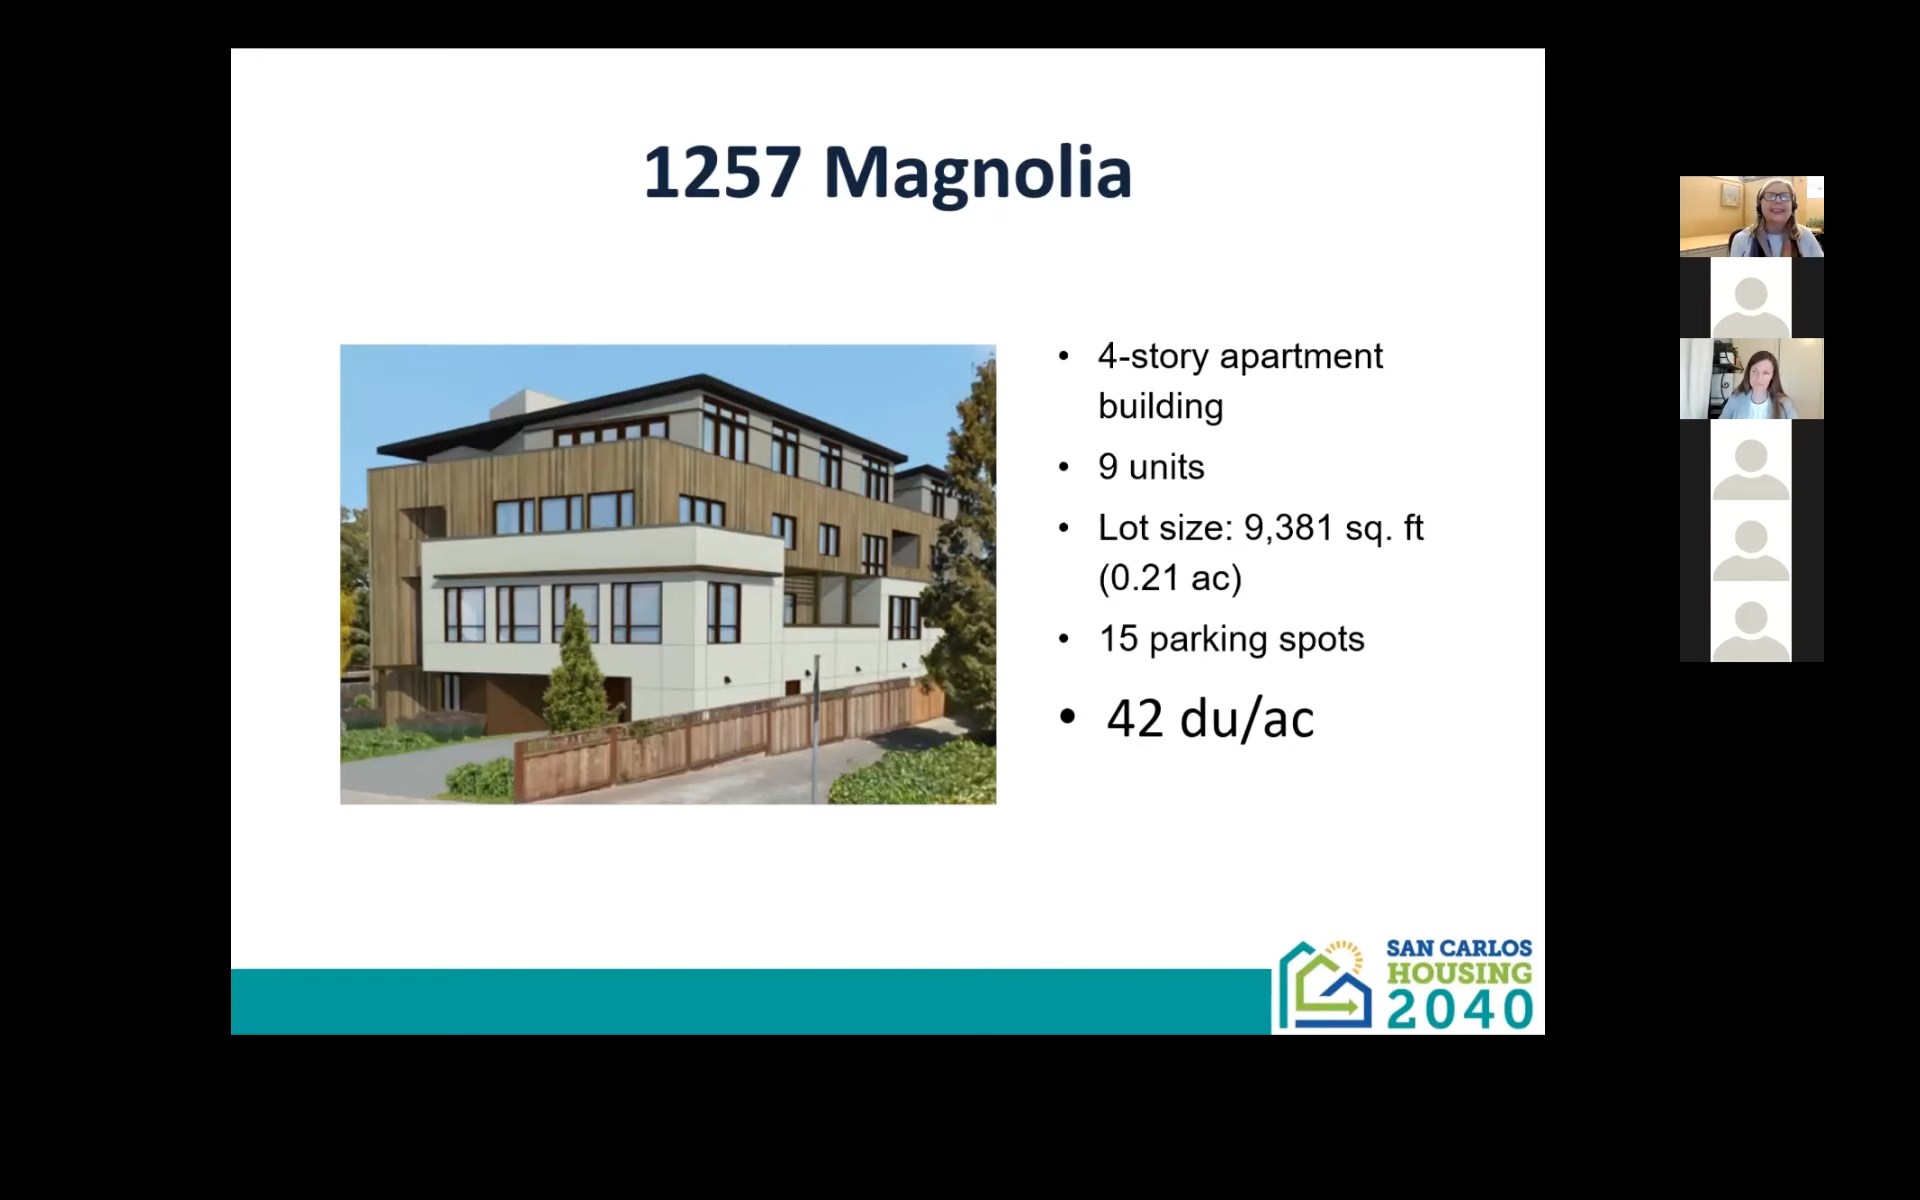 1257 Magnolia
• 4-story apartment
building
• 9 units
• Lot size: 9,381 sq. ft
(0.21 ac)
• 15 parking spots
• 42 du/ac
SAN CARLOS
HOUSING
2040